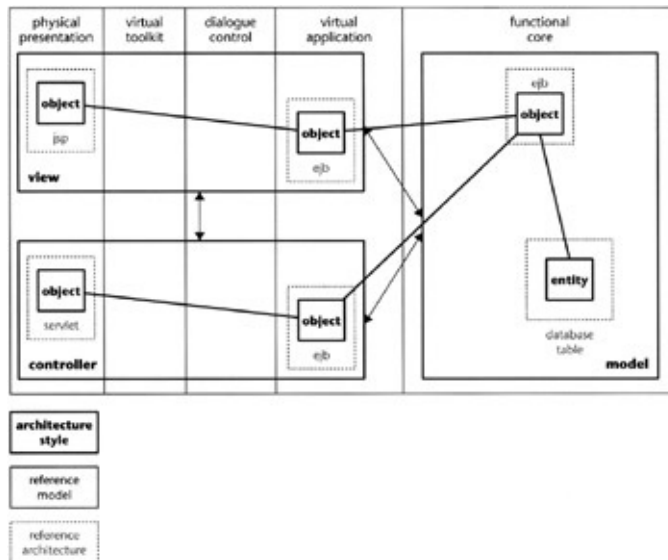 physical
presentation
virtual
toolkit
dialogue
control
virtual
application
functional
core
object
jsp
object
ejb
view
ejb
object
entity
database
table
model
object
servlet
object
ejb
controller
architecture
style
reference
model
reference
architecture